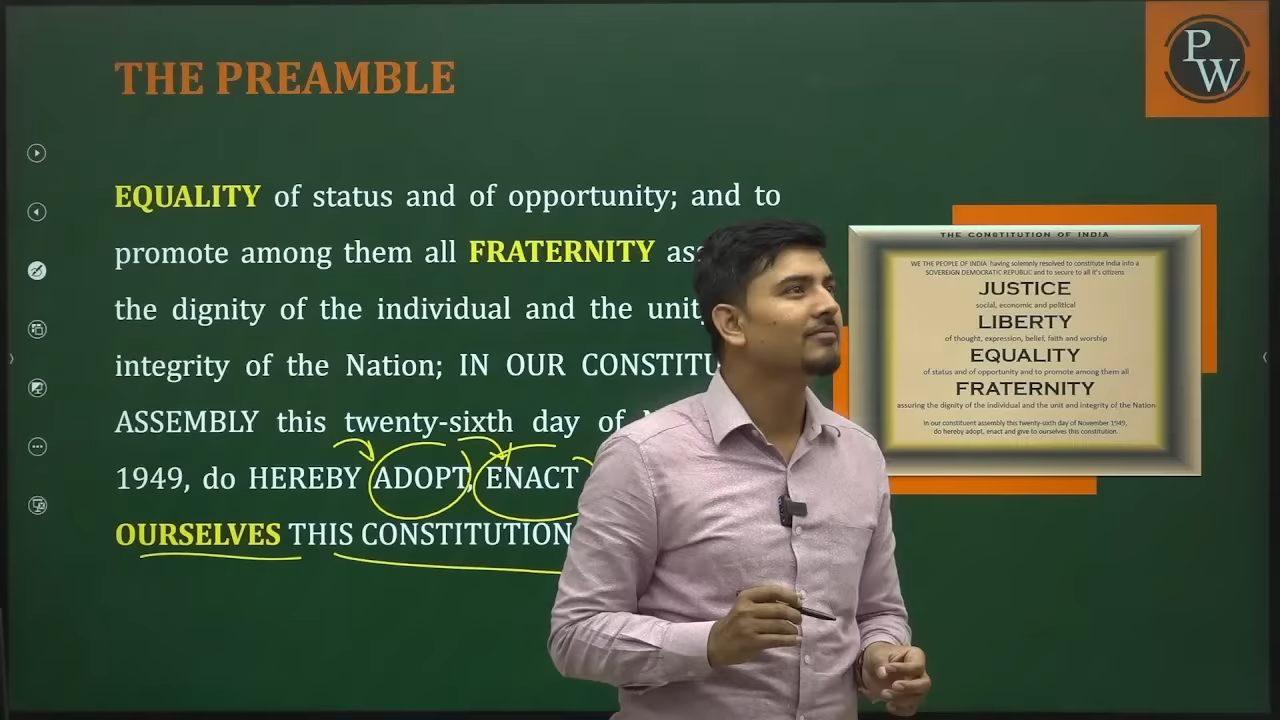 THE PREAMBLE
P
W
EQUALITY of status and of opportunity; and to
promote among them all FRATERNITY
the dignity of the individual and the
integrity of the Nation; IN OUR
ASSEMBLY this twenty-sixth day of
1949, do HEREBY ADOPT, ENACT
OURSELVES THIS CONSTITUTION
THE CONSTITUTION OF INDIA
WE THE PEOPLE OF INDIA having solemnly resolved to constitute India into a
SOVEREIGN DEMOCRATIC REPUBLIC and to secure to all it's citizens
JUSTICE
social, economic and political
LIBERTY
of thought, expression, belief, faith and worship
EQUALITY
of status and of opportunity and to promote among them all
FRATERNITY
assuring the dignity of the individual and the unit and integrity of the Nation
In our constituent assembly this twenty-sixth day of November 1949,
do hereby adopt, enact and give to ourselves this constitution.